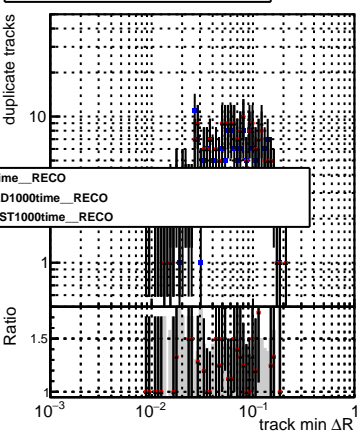 duplicate tracks
10
ime__RECO
D1000time__RECO
ST1000time__RECO
1
Ratio
1.5
1
10⁻³ 10⁻² 10⁻¹ 1
track min ΔR